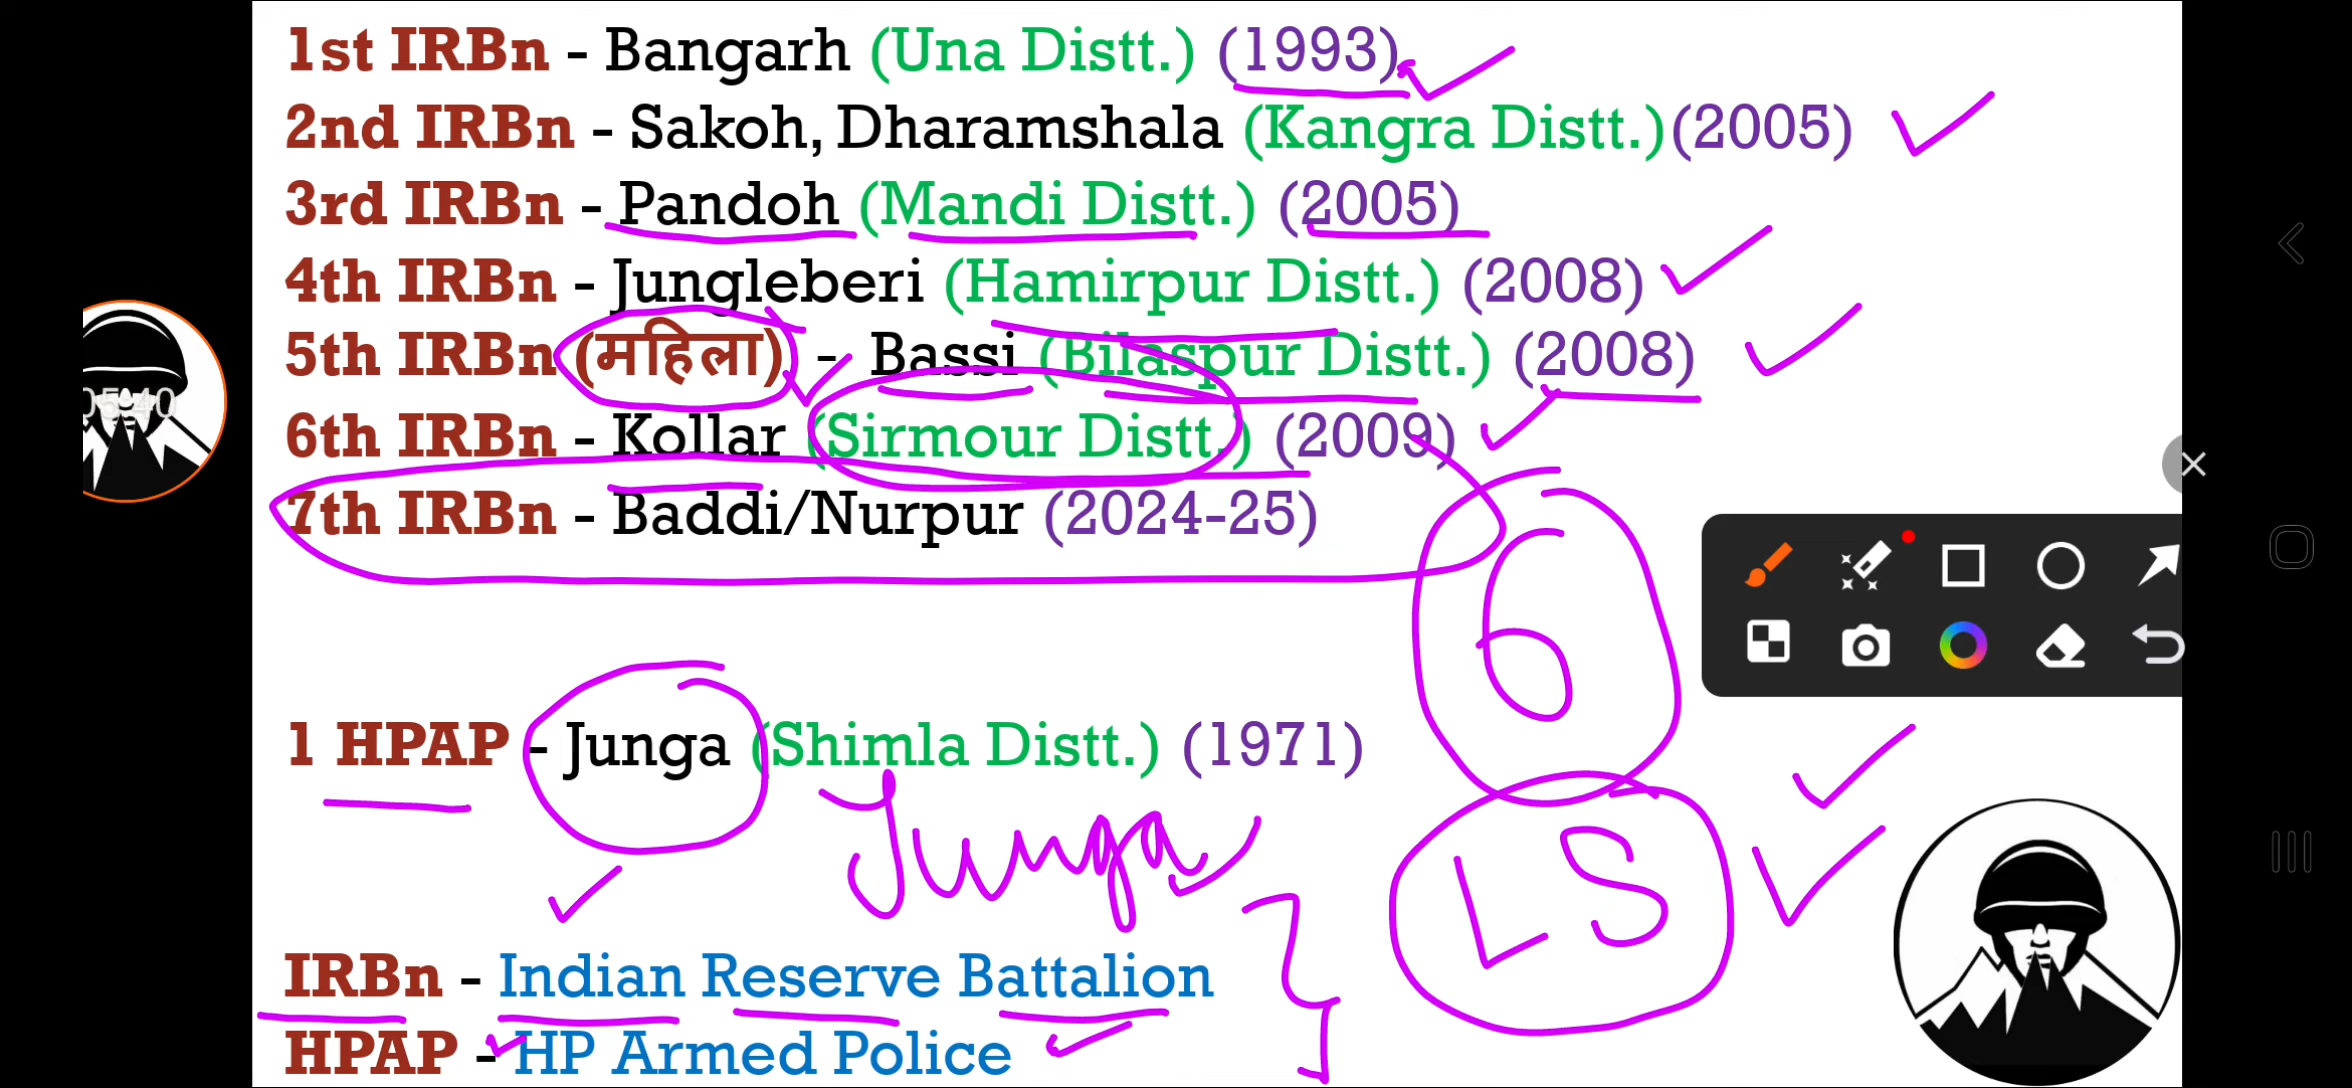 1st IRBn - Bangarh (Una Distt.) (1993)
2nd IRBn - Sakoh, Dharamshala (Kangra Distt.)(2005)
3rd IRBn - Pandoh (Mandi Distt.) (2005)
4th IRBn - Jungleberi (Hamirpur Distt.) (2008)
5th IRBn (महिला) - Bassi (Bilaspur Distt.) (2008)
6th IRBn - Kollar (Sirmour Distt.) (2009)
05:40
7th IRBn - Baddi/Nurpur (2024-25)
6
1 HPAP - Junga (Shimla Distt.) (1971)
Junga
LS
IRBn - Indian Reserve Battalion
HPAP - HP Armed Police